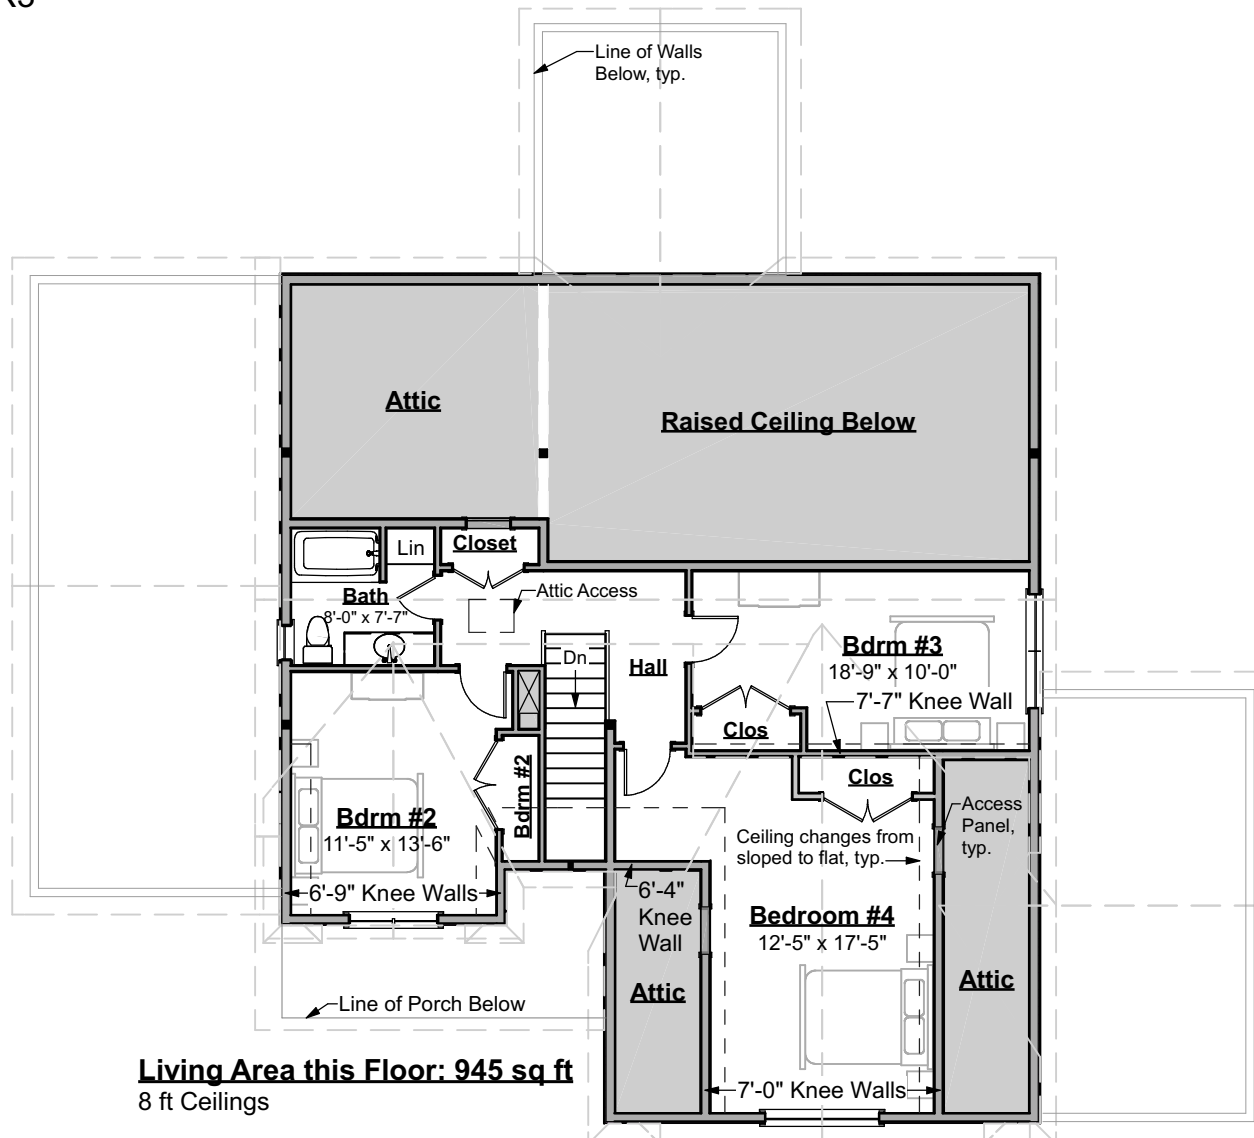 Line of Walls
Below, typ.
Attic
Raised Ceiling Below
Lin
Closet
Bath
8'-0" x 7'-7"
Attic Access
Dn
Hall
Bdrm #3
18'-9" x 10'-0"
7'-7" Knee Wall
Clos
Clos
Bdrm #2
Bdrm #2
11'-5" x 13'-6"
6'-9" Knee Walls
Ceiling changes from
sloped to flat, typ.
Access
Panel,
typ.
6'-4"
Knee
Wall
Bedroom #4
12'-5" x 17'-5"
Attic
Attic
Line of Porch Below
7'-0" Knee Walls
Living Area this Floor: 945 sq ft
8 ft Ceilings